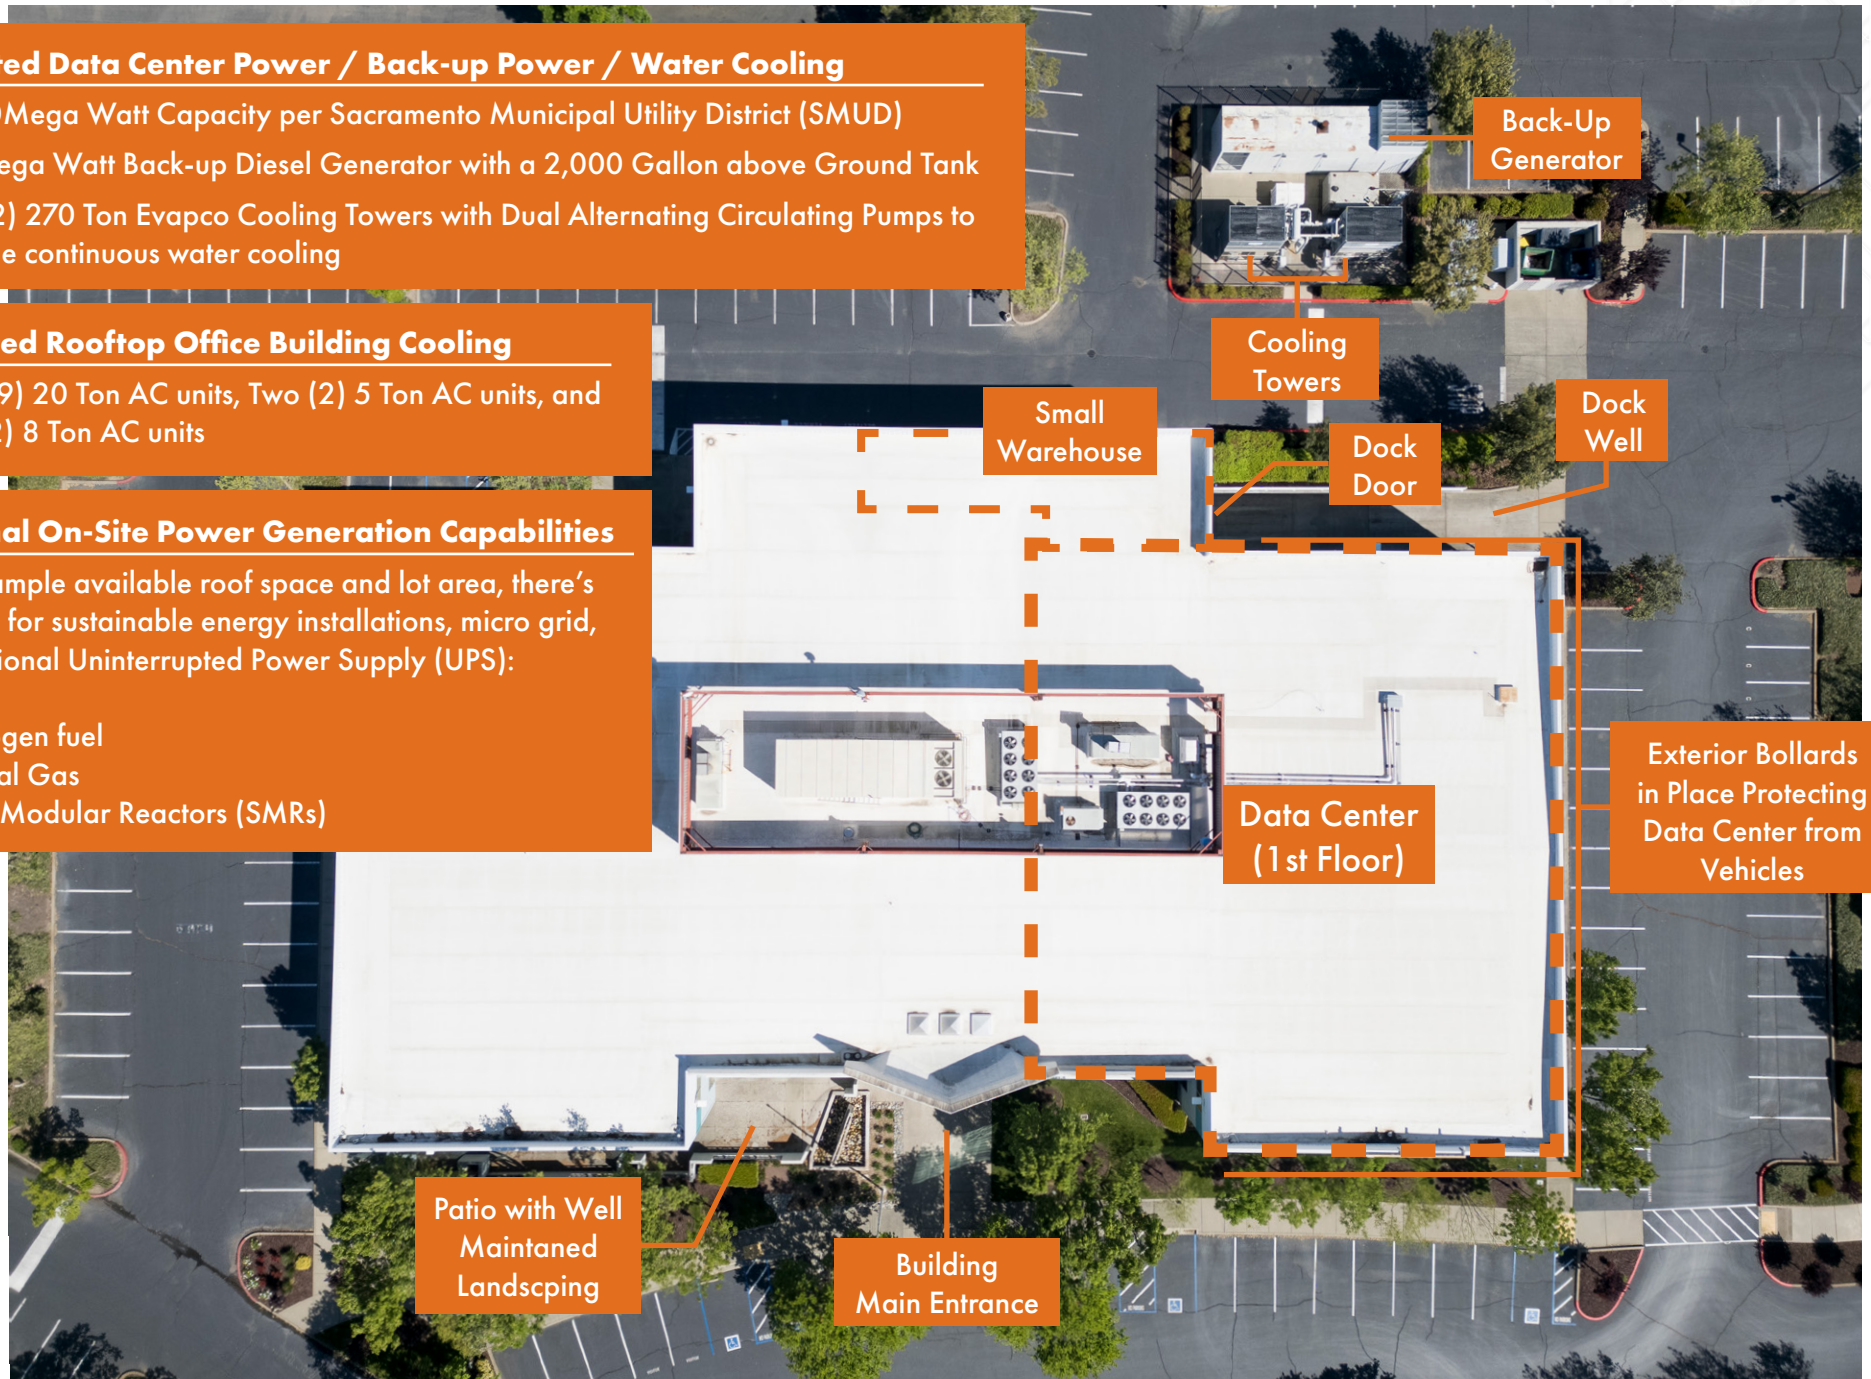 ted Data Center Power / Back-up Power / Water Cooling
Mega Watt Capacity per Sacramento Municipal Utility District (SMUD)
ega Watt Back-up Diesel Generator with a 2,000 Gallon above Ground Tank
2) 270 Ton Evapco Cooling Towers with Dual Alternating Circulating Pumps to
e continuous water cooling
ed Rooftop Office Building Cooling
9) 20 Ton AC units, Two (2) 5 Ton AC units, and
2) 8 Ton AC units
nal On-Site Power Generation Capabilities
ample available roof space and lot area, there's
for sustainable energy installations, micro grid,
ional Uninterrupted Power Supply (UPS):
gen fuel
al Gas
Modular Reactors (SMRs)
Back-Up
Generator
Cooling
Towers
Small
Warehouse
Dock
Door
Dock
Well
Data Center
(1st Floor)
Exterior Bollards
in Place Protecting
Data Center from
Vehicles
Patio with Well
Maintaned
Landscping
Building
Main Entrance